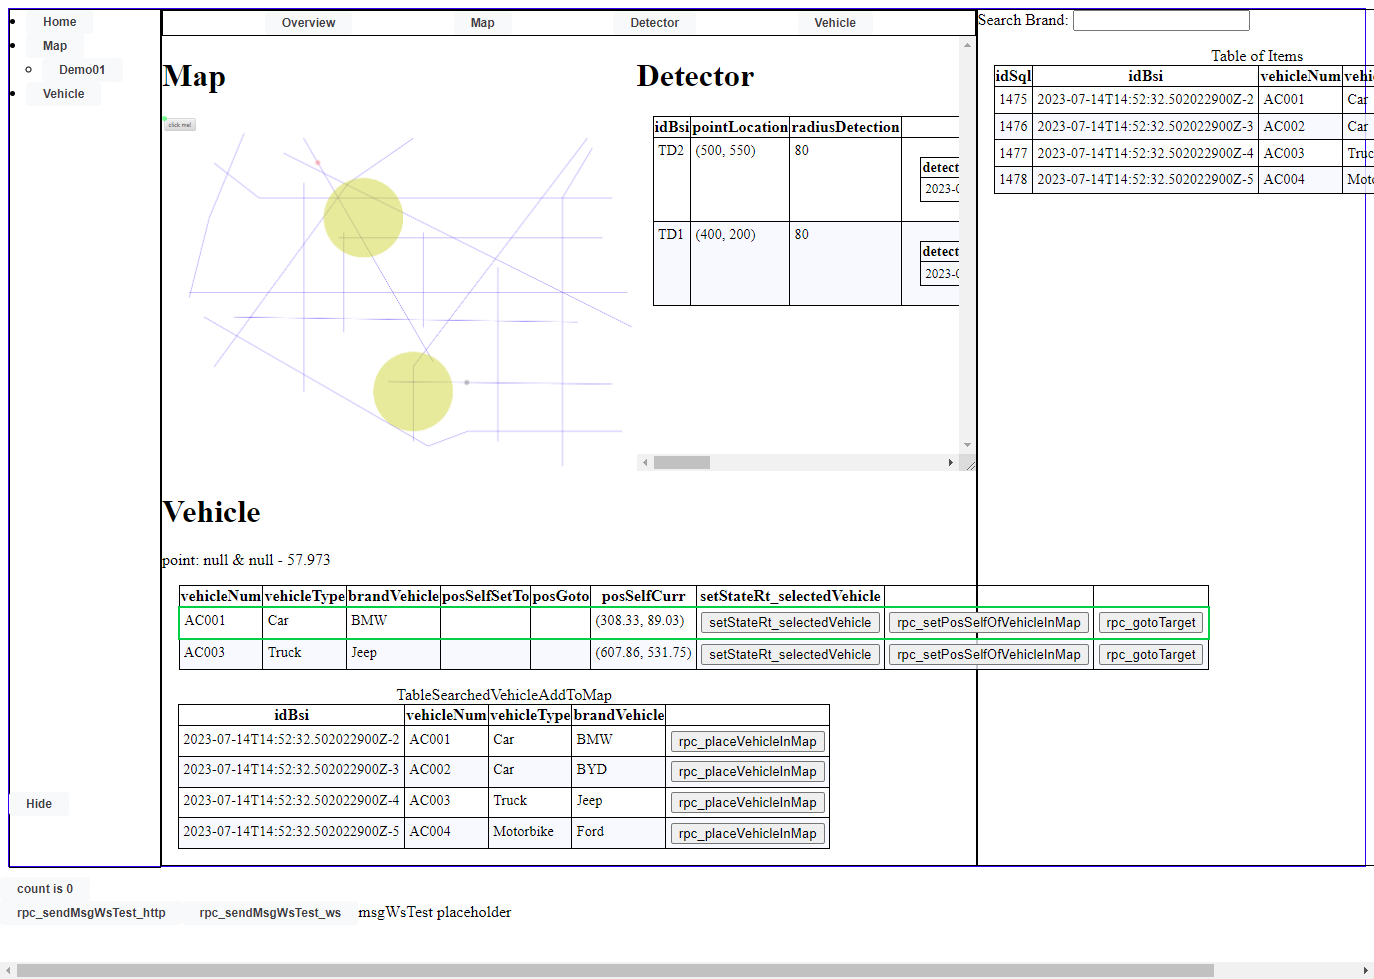 Home
Map
Demo01
Vehicle
Hide
Overview Map Detector Vehicle
Map
click me!
Detector
idBsi pointLocation radiusDetection
TD2 (500, 550) 80
detect
2023-0
TD1 (400, 200) 80
detect
2023-0
Search Brand:
Table of Items
idSql idBsi vehicleNum vehi
1475 2023-07-14T14:52:32.502022900Z-2 AC001 Car
1476 2023-07-14T14:52:32.502022900Z-3 AC002 Car
1477 2023-07-14T14:52:32.502022900Z-4 AC003 Truc
1478 2023-07-14T14:52:32.502022900Z-5 AC004 Moto
Vehicle
point: null & null - 57.973
vehicleNum vehicleType brandVehicle posSelfSetTo posGoto posSelfCurr setStateRt_selectedVehicle
AC001 Car BMW (308.33, 89.03) setStateRt_selectedVehicle rpc_setPosSelfOfVehicleInMap rpc_gotoTarget
AC003 Truck Jeep (607.86, 531.75) setStateRt_selectedVehicle rpc_setPosSelfOfVehicleInMap rpc_gotoTarget
TableSearchedVehicleAddToMap
idBsi vehicleNum vehicleType brandVehicle
2023-07-14T14:52:32.502022900Z-2 AC001 Car BMW rpc_placeVehicleInMap
2023-07-14T14:52:32.502022900Z-3 AC002 Car BYD rpc_placeVehicleInMap
2023-07-14T14:52:32.502022900Z-4 AC003 Truck Jeep rpc_placeVehicleInMap
2023-07-14T14:52:32.502022900Z-5 AC004 Motorbike Ford rpc_placeVehicleInMap
count is 0
rpc_sendMsgWsTest_http rpc_sendMsgWsTest_ws msgWsTest placeholder